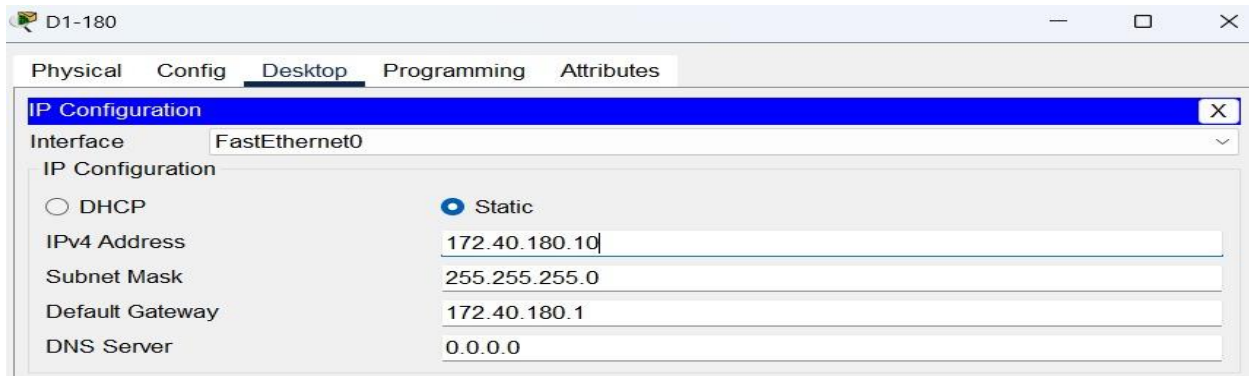 D1-180
Physical Config Desktop Programming Attributes
IP Configuration X
Interface FastEthernet0
IP Configuration
DHCP Static
IPv4 Address 172.40.180.10
Subnet Mask 255.255.255.0
Default Gateway 172.40.180.1
DNS Server 0.0.0.0